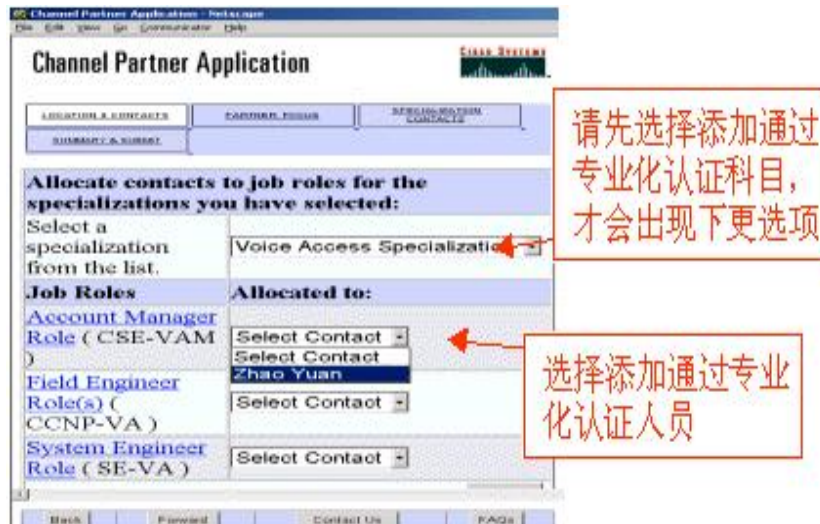 Channel Partner Application - Netscape
File Edit View Go Communicator Help
Channel Partner Application
CISCO SYSTEMS
LOCATION & CONTACTS
PARTNER FOCUS
SPECIALIZATION
CONTACTS
SUMMARY & SUBMIT
Allocate contacts to job roles for the
specializations you have selected:
Select a
specialization
from the list.
Voice Access Specializatio
Job Roles
Allocated to:
Account Manager
Role ( CSE-VAM
)
Select Contact
Select Contact
Zhao Yuan
Field Engineer
Role(s) (
CCNP-VA )
Select Contact
System Engineer
Role ( SE-VA )
Select Contact
Back
Forward
Contact Us
FAQs
请先选择添加通过
专业化认证科目，
才会出现下更选项
选择添加通过专业
化认证人员